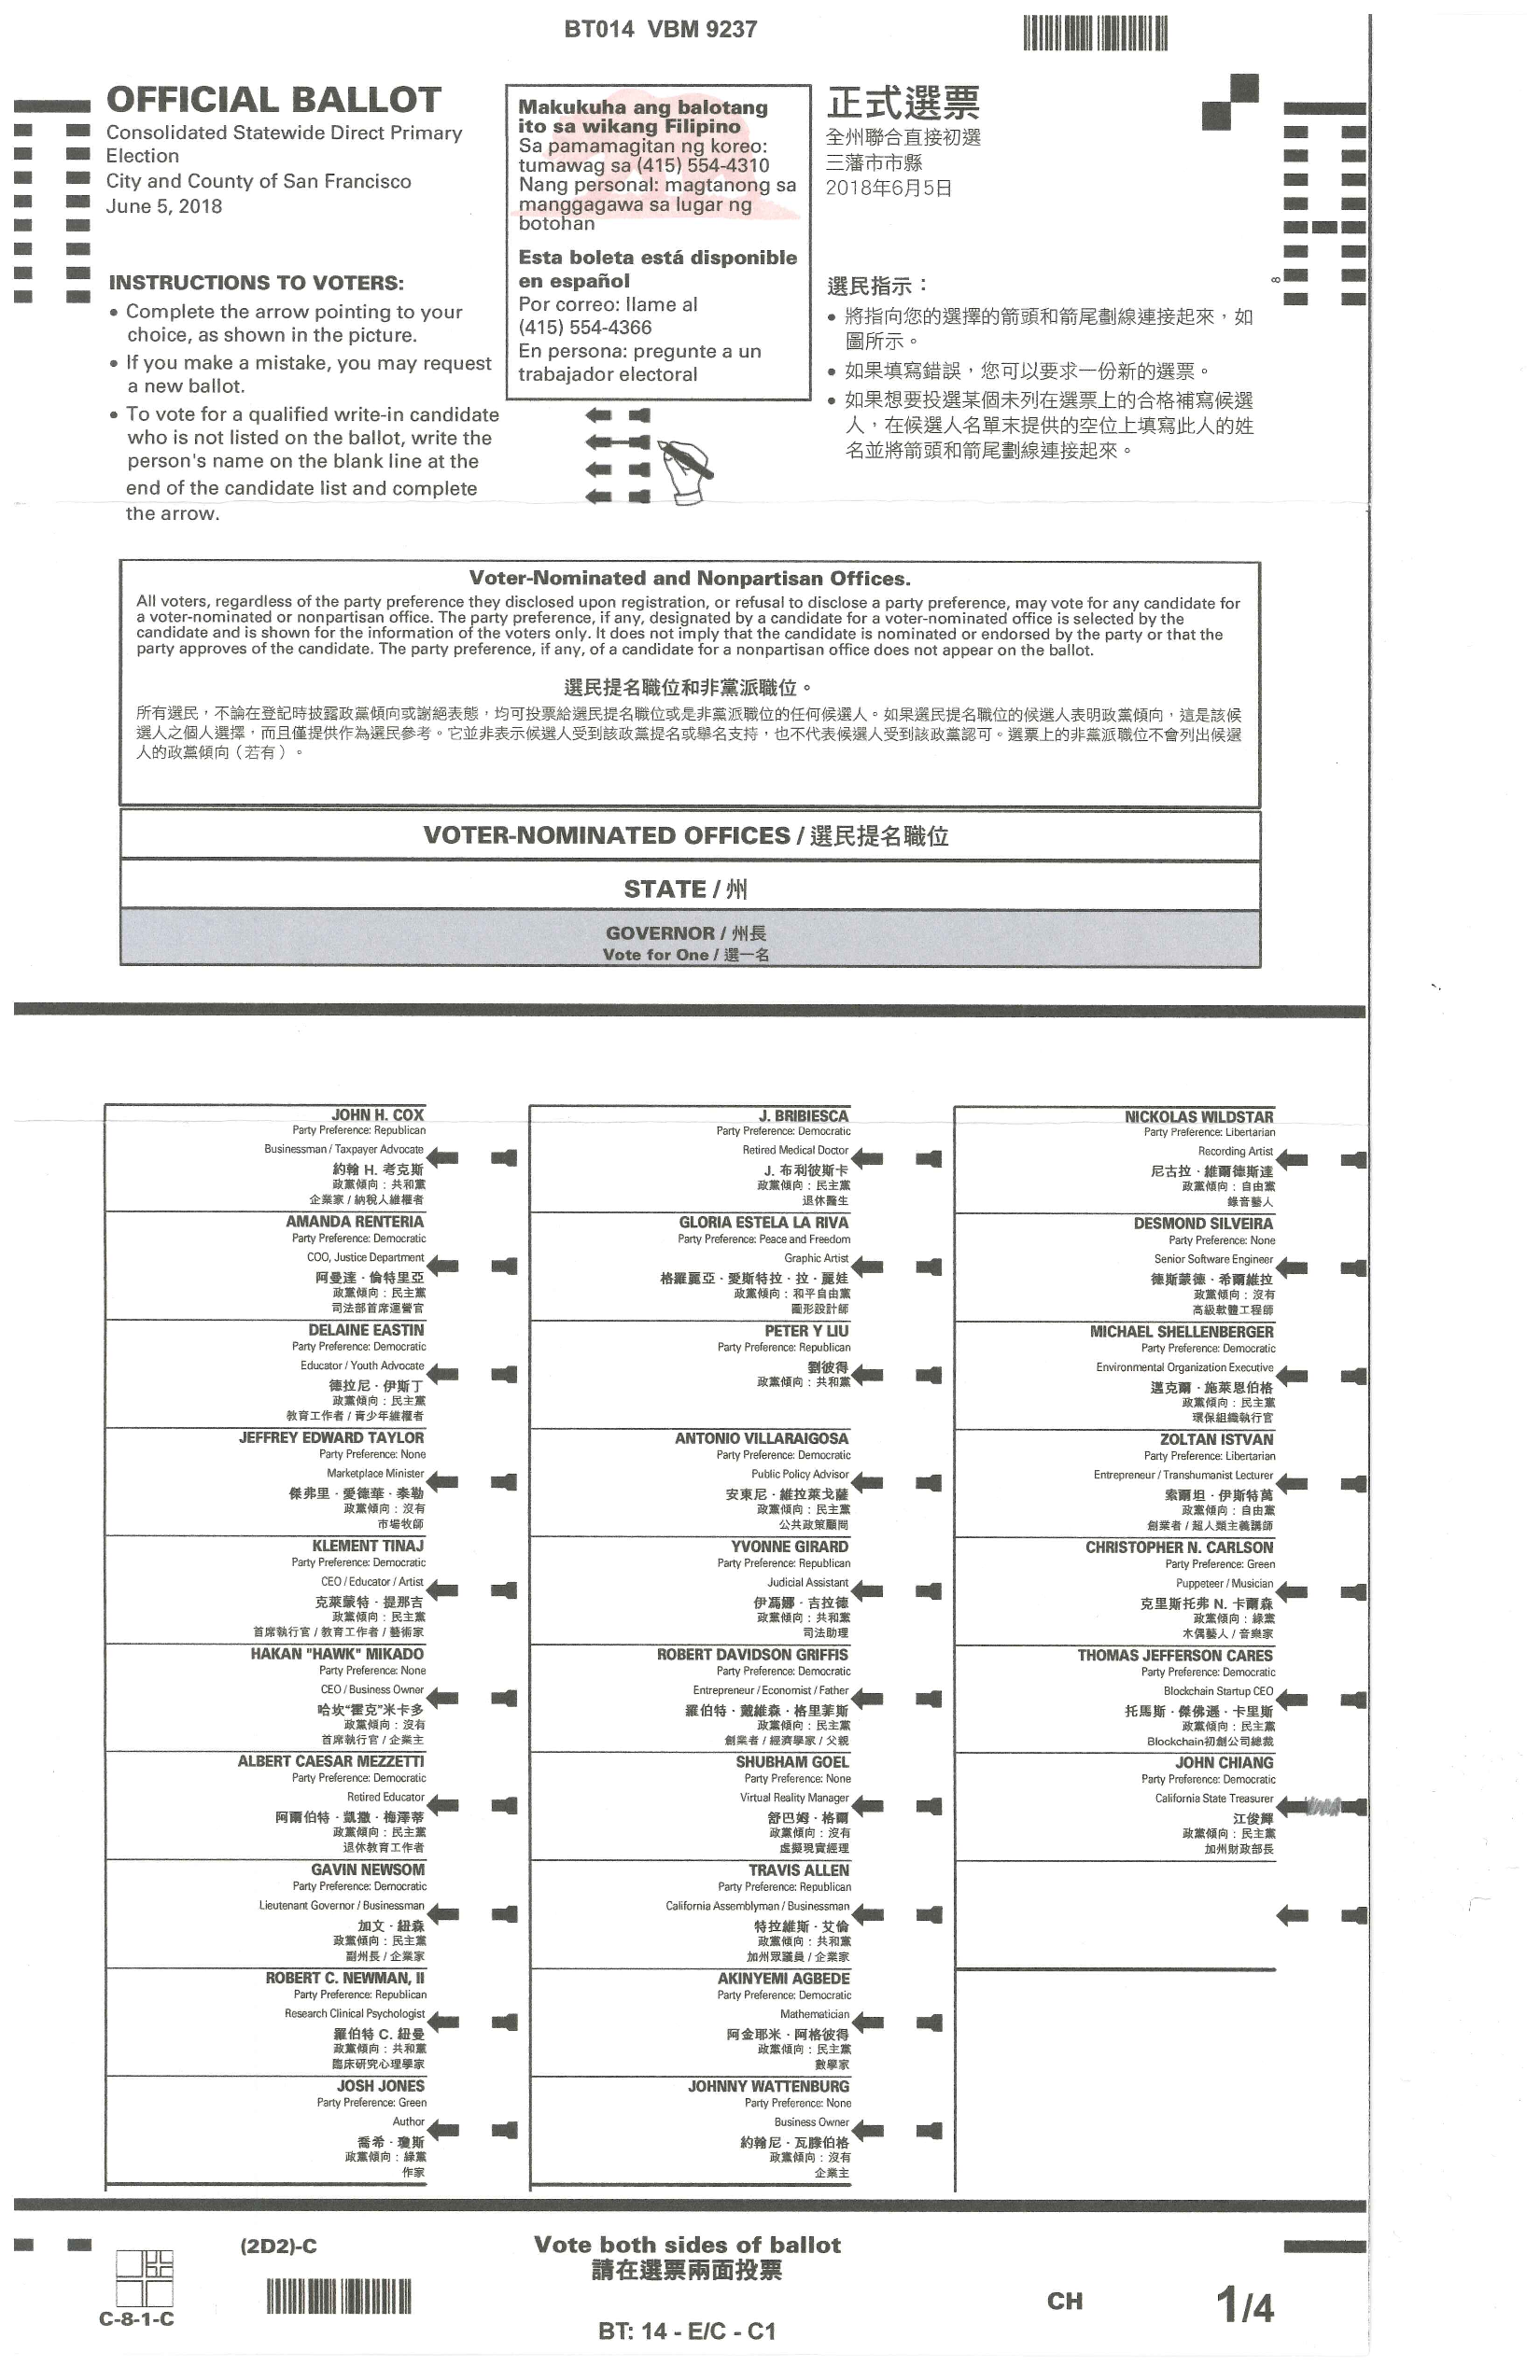 BT014 VBM 9237
OFFICIAL BALLOT
Consolidated Statewide Direct Primary
Election
City and County of San Francisco
June 5, 2018
INSTRUCTIONS TO VOTERS:
• Complete the arrow pointing to your
choice, as shown in the picture.
• If you make a mistake, you may request
a new ballot.
• To vote for a qualified write-in candidate
who is not listed on the ballot, write the
person's name on the blank line at the
end of the candidate list and complete
the arrow.
Makukuha ang balotang
ito sa wikang Filipino
Sa pamamagitan ng koreo:
tumawag sa (415) 554-4310
Nang personal: magtanong sa
manggagawa sa lugar ng
botohan
Esta boleta está disponible
en español
Por correo: llame al
(415) 554-4366
En persona: pregunte a un
trabajador electoral
正式選票
全州聯合直接初選
三藩市市縣
2018年6月5日
選民指示：
• 將指向您的選擇的箭頭和箭尾劃線連接起來，如
圖所示。
• 如果填寫錯誤，您可以要求一份新的選票。
• 如果想要投選某個未列在選票上的合格補寫候選
人，在候選人名單末提供的空位上填寫此人的姓
名並將箭頭和箭尾劃線連接起來。
8
Voter-Nominated and Nonpartisan Offices.
All voters, regardless of the party preference they disclosed upon registration, or refusal to disclose a party preference, may vote for any candidate for
a voter-nominated or nonpartisan office. The party preference, if any, designated by a candidate for a voter-nominated office is selected by the
candidate and is shown for the information of the voters only. It does not imply that the candidate is nominated or endorsed by the party or that the
party approves of the candidate. The party preference, if any, of a candidate for a nonpartisan office does not appear on the ballot.
選民提名職位和非黨派職位。
所有選民，不論在登記時披露政黨傾向或謝絕表態，均可投票給選民提名職位或是非黨派職位的任何候選人。如果選民提名職位的候選人表明政黨傾向，這是該候
選人之個人選擇，而且僅提供作為選民參考。它並非表示候選人受到該政黨提名或舉名支持，也不代表候選人受到該政黨認可。選票上的非黨派職位不會列出候選
人的政黨傾向（若有）。
VOTER-NOMINATED OFFICES / 選民提名職位
STATE / 州
GOVERNOR / 州長
Vote for One / 選一名
JOHN H. COX
Party Preference: Republican
Businessman / Taxpayer Advocate
約翰 H. 考克斯
政黨傾向：共和黨
企業家 / 納稅人維權者
AMANDA RENTERIA
Party Preference: Democratic
COO, Justice Department
阿曼達‧倫特里亞
政黨傾向：民主黨
司法部首席運營官
DELAINE EASTIN
Party Preference: Democratic
Educator / Youth Advocate
德拉尼‧伊斯丁
政黨傾向：民主黨
教育工作者 / 青少年維權者
JEFFREY EDWARD TAYLOR
Party Preference: None
Marketplace Minister
傑弗里‧愛德華‧泰勒
政黨傾向：沒有
市場牧師
KLEMENT TINAJ
Party Preference: Democratic
CEO / Educator / Artist
克萊蒙特‧提那吉
政黨傾向：民主黨
首席執行官 / 教育工作者 / 藝術家
HAKAN "HAWK" MIKADO
Party Preference: None
CEO / Business Owner
哈坎“霍克”米卡多
政黨傾向：沒有
首席執行官 / 企業主
ALBERT CAESAR MEZZETTI
Party Preference: Democratic
Retired Educator
阿爾伯特‧凱撒‧梅澤蒂
政黨傾向：民主黨
退休教育工作者
GAVIN NEWSOM
Party Preference: Democratic
Lieutenant Governor / Businessman
加文‧紐森
政黨傾向：民主黨
副州長 / 企業家
ROBERT C. NEWMAN, II
Party Preference: Republican
Research Clinical Psychologist
羅伯特 C. 紐曼
政黨傾向：共和黨
臨床研究心理學家
JOSH JONES
Party Preference: Green
Author
喬希‧瓊斯
政黨傾向：綠黨
作家
J. BRIBIESCA
Party Preference: Democratic
Retired Medical Doctor
J. 布利彼斯卡
政黨傾向：民主黨
退休醫生
GLORIA ESTELA LA RIVA
Party Preference: Peace and Freedom
Graphic Artist
格羅麗亞‧愛斯特拉‧拉‧麗娃
政黨傾向：和平自由黨
圖形設計師
PETER Y LIU
Party Preference: Republican
劉彼得
政黨傾向：共和黨
ANTONIO VILLARAIGOSA
Party Preference: Democratic
Public Policy Advisor
安東尼‧維拉萊戈薩
政黨傾向：民主黨
公共政策顧問
YVONNE GIRARD
Party Preference: Republican
Judicial Assistant
伊馮娜‧吉拉德
政黨傾向：共和黨
司法助理
ROBERT DAVIDSON GRIFFIS
Party Preference: Democratic
Entrepreneur / Economist / Father
羅伯特‧戴維森‧格里菲斯
政黨傾向：民主黨
創業者 / 經濟學家 / 父親
SHUBHAM GOEL
Party Preference: None
Virtual Reality Manager
舒巴姆‧格爾
政黨傾向：沒有
虛擬現實經理
TRAVIS ALLEN
Party Preference: Republican
California Assemblyman / Businessman
特拉維斯‧艾倫
政黨傾向：共和黨
加州眾議員 / 企業家
AKINYEMI AGBEDE
Party Preference: Democratic
Mathematician
阿金耶米‧阿格彼得
政黨傾向：民主黨
數學家
JOHNNY WATTENBURG
Party Preference: None
Business Owner
約翰尼‧瓦滕伯格
政黨傾向：沒有
企業主
NICKOLAS WILDSTAR
Party Preference: Libertarian
Recording Artist
尼古拉‧維爾德斯達
政黨傾向：自由黨
錄音藝人
DESMOND SILVEIRA
Party Preference: None
Senior Software Engineer
德斯蒙德‧希爾維拉
政黨傾向：沒有
高級軟體工程師
MICHAEL SHELLENBERGER
Party Preference: Democratic
Environmental Organization Executive
邁克爾‧施萊恩伯格
政黨傾向：民主黨
環保組織執行官
ZOLTAN ISTVAN
Party Preference: Libertarian
Entrepreneur / Transhumanist Lecturer
索爾坦‧伊斯特萬
政黨傾向：自由黨
創業者 / 超人類主義講師
CHRISTOPHER N. CARLSON
Party Preference: Green
Puppeteer / Musician
克里斯托弗 N. 卡爾森
政黨傾向：綠黨
木偶藝人 / 音樂家
THOMAS JEFFERSON CARES
Party Preference: Democratic
Blockchain Startup CEO
托馬斯‧傑佛遜‧卡里斯
政黨傾向：民主黨
Blockchain初創公司總裁
JOHN CHIANG
Party Preference: Democratic
California State Treasurer
江俊輝
政黨傾向：民主黨
加州財政部長
(2D2)-C
C-8-1-C
Vote both sides of ballot
請在選票兩面投票
BT: 14 - E/C - C1
CH
1/4